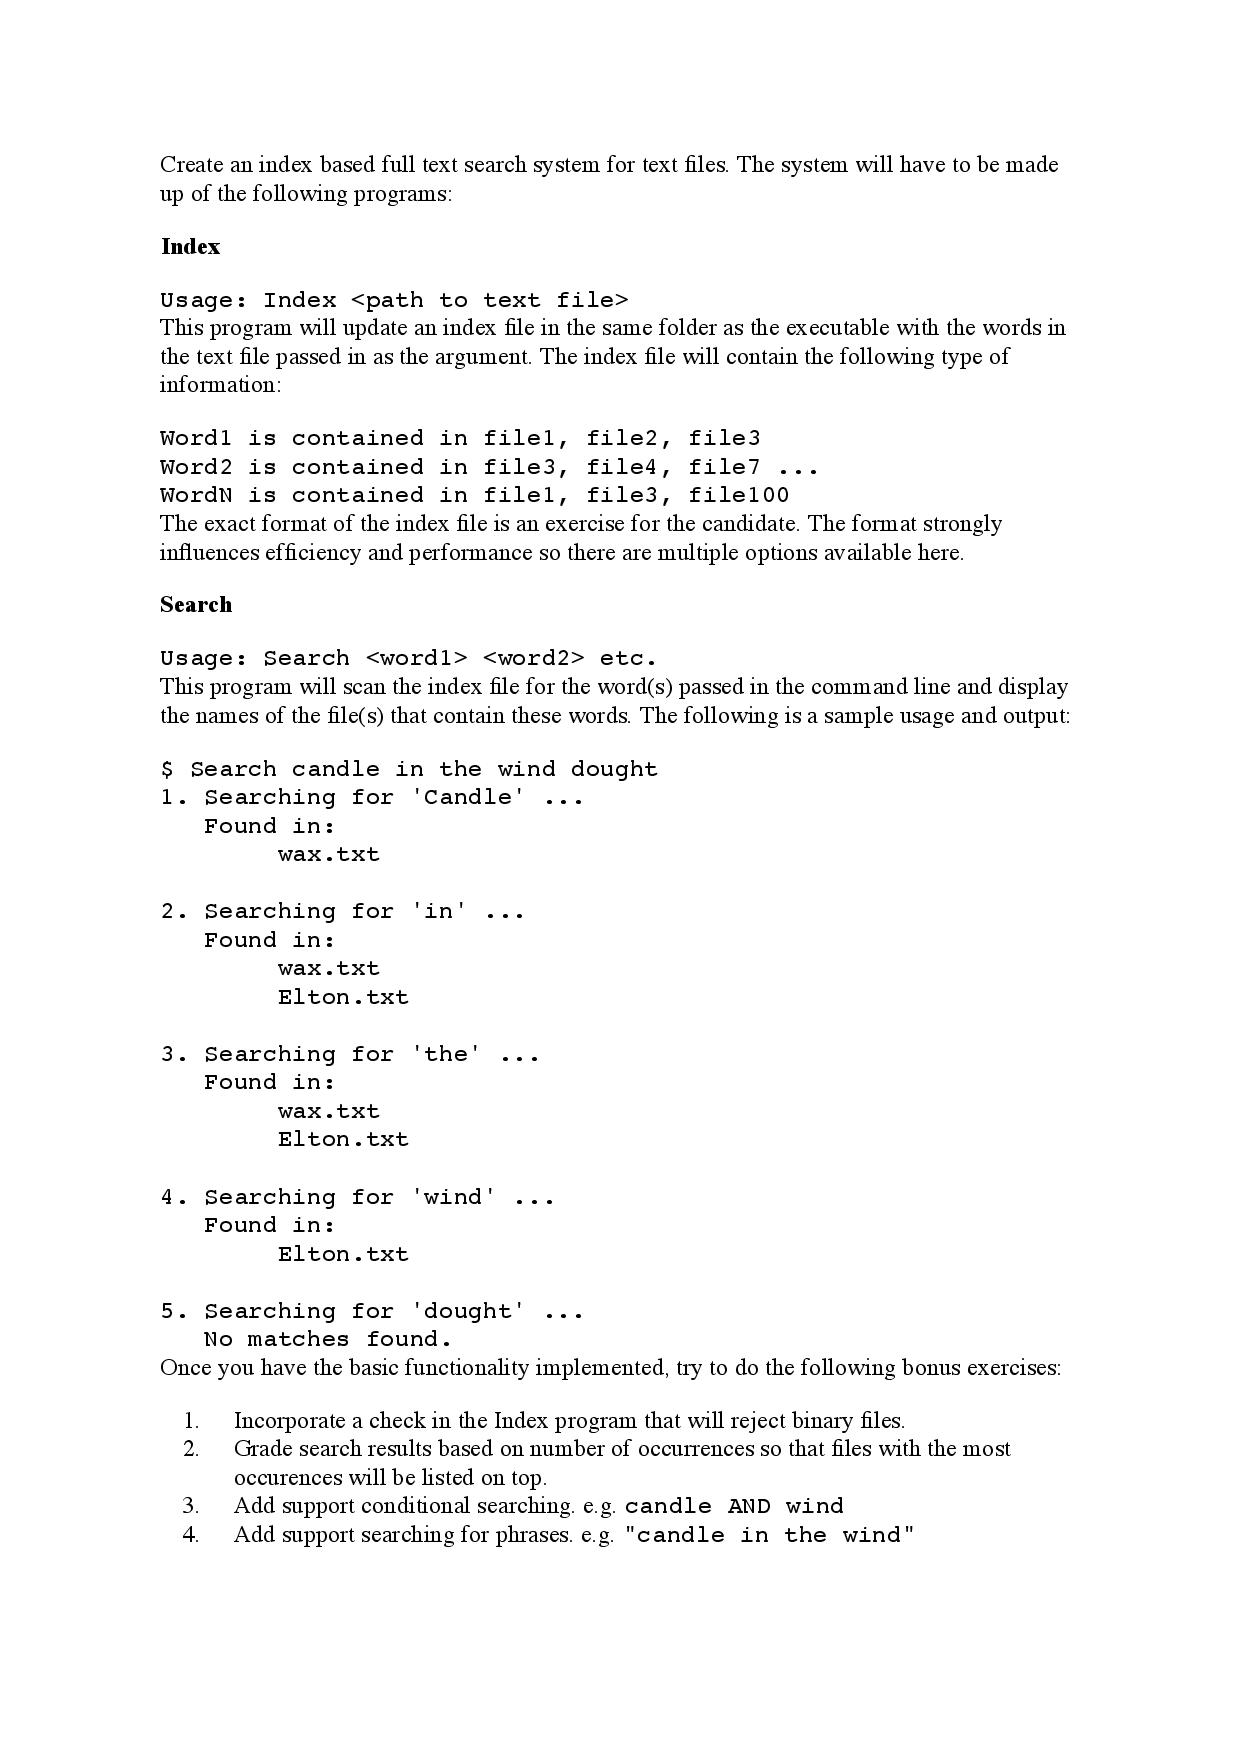 Create an index based full text search system for text files. The system will have to be made
up of the following programs:
Index
Usage: Index <path to text file>
This program will update an index file in the same folder as the executable with the words in
the text file passed in as the argument. The index file will contain the following type of
information:
Word1 is contained in file1, file2, file3
Word2 is contained in file3, file4, file7 ...
WordN is contained in file1, file3, file100
The exact format of the index file is an exercise for the candidate. The format strongly
influences efficiency and performance so there are multiple options available here.
Search
Usage: Search <word1> <word2> etc.
This program will scan the index file for the word(s) passed in the command line and display
the names of the file(s) that contain these words. The following is a sample usage and output:
$ Search candle in the wind dought
1. Searching for 'Candle' ...
Found in:
wax.txt
2. Searching for 'in' ...
Found in:
wax.txt
Elton.txt
3. Searching for 'the' ...
Found in:
wax.txt
Elton.txt
4. Searching for 'wind' ...
Found in:
Elton.txt
5. Searching for 'dought' ...
No matches found.
Once you have the basic functionality implemented, try to do the following bonus exercises:
1. Incorporate a check in the Index program that will reject binary files.
2. Grade search results based on number of occurrences so that files with the most
occurences will be listed on top.
3. Add support conditional searching. e.g. candle AND wind
4. Add support searching for phrases. e.g. "candle in the wind"